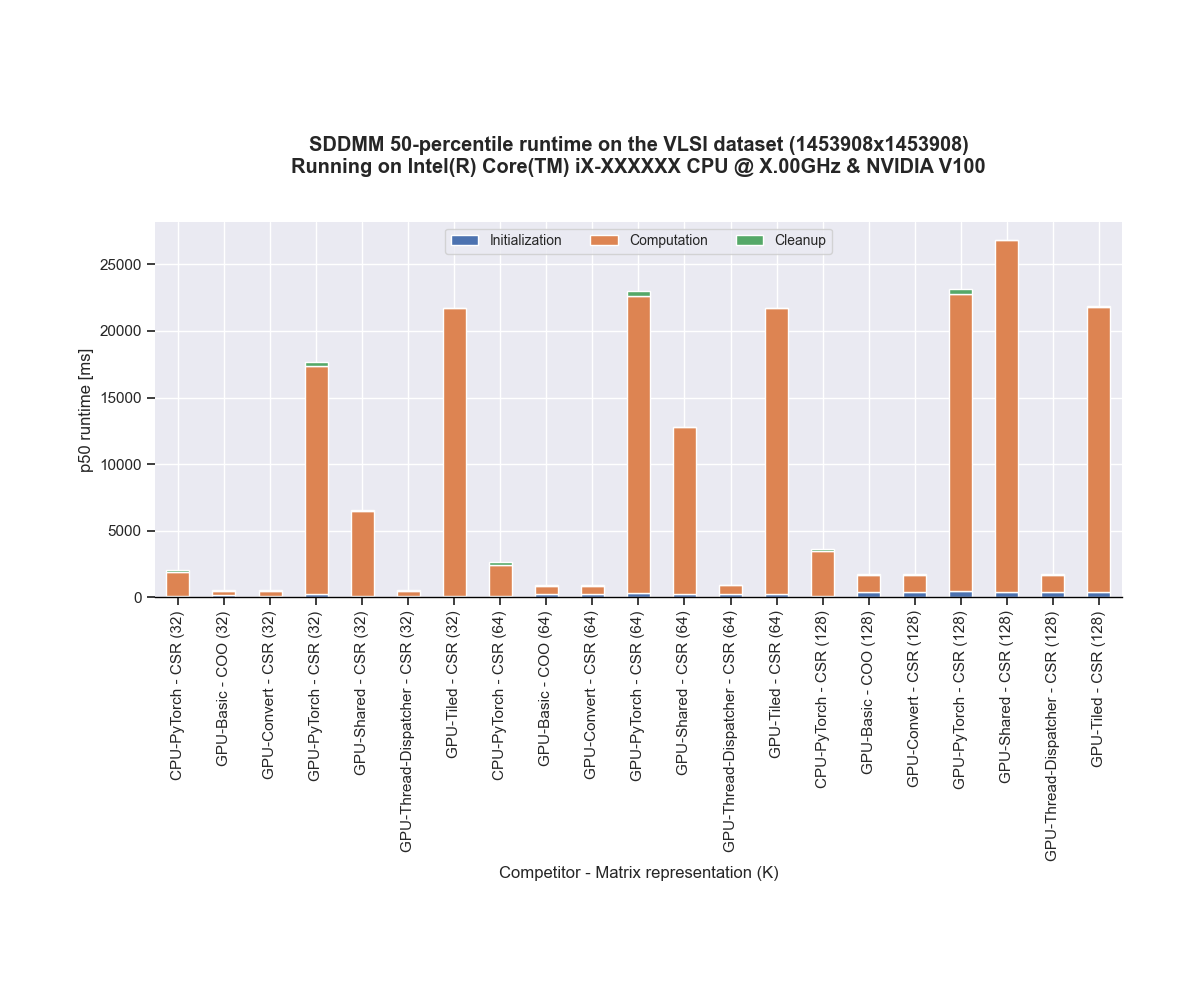 SDDMM 50-percentile runtime on the VLSI dataset (1453908x1453908)
Running on Intel(R) Core(TM) iX-XXXXXX CPU @ X.00GHz & NVIDIA V100
Initialization
Computation
Cleanup
25000
20000
15000
10000
5000
0
p50 runtime [ms]
CPU-PyTorch - CSR (32)
GPU-Basic - COO (32)
GPU-Convert - CSR (32)
GPU-PyTorch - CSR (32)
GPU-Shared - CSR (32)
GPU-Thread-Dispatcher - CSR (32)
GPU-Tiled - CSR (32)
CPU-PyTorch - CSR (64)
GPU-Basic - COO (64)
GPU-Convert - CSR (64)
GPU-PyTorch - CSR (64)
GPU-Shared - CSR (64)
GPU-Thread-Dispatcher - CSR (64)
GPU-Tiled - CSR (64)
CPU-PyTorch - CSR (128)
GPU-Basic - COO (128)
GPU-Convert - CSR (128)
GPU-PyTorch - CSR (128)
GPU-Shared - CSR (128)
GPU-Thread-Dispatcher - CSR (128)
GPU-Tiled - CSR (128)
Competitor - Matrix representation (K)